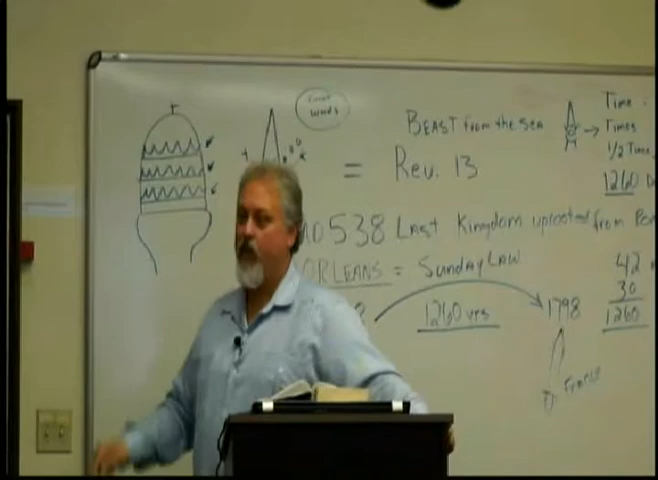 BEAST from the SEA
Time =
Times
Rev. 13
1/2 Time
1260 D
538 Last Kingdom uprooted from
ORLEANS = Sunday LAW
42
30
1260
1260 yrs
1798